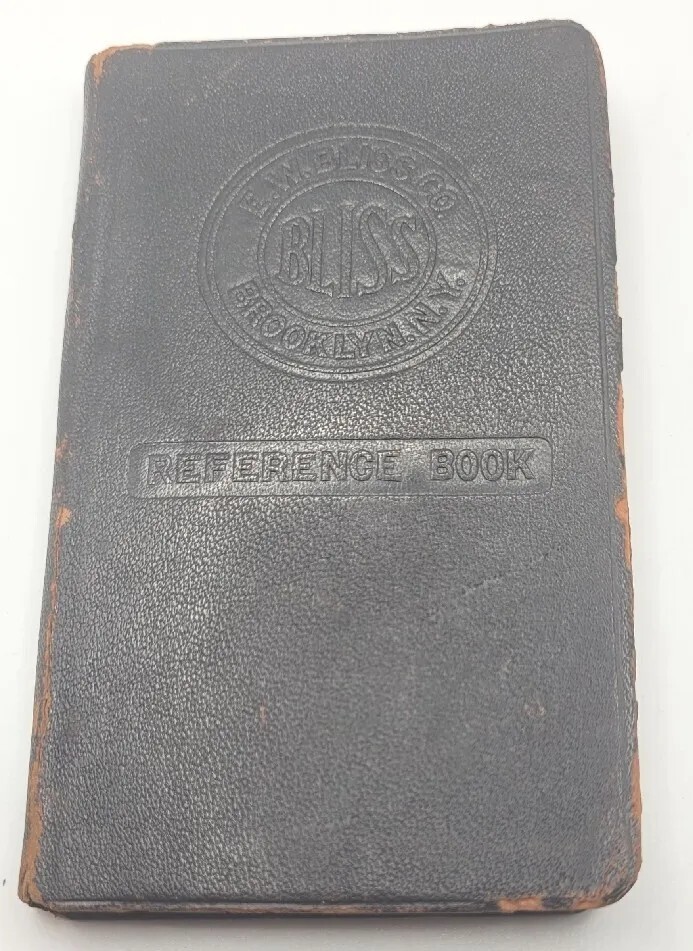 E.W. BLISS CO.
BLISS
BROOKLYN. N.Y.
REFERENCE BOOK